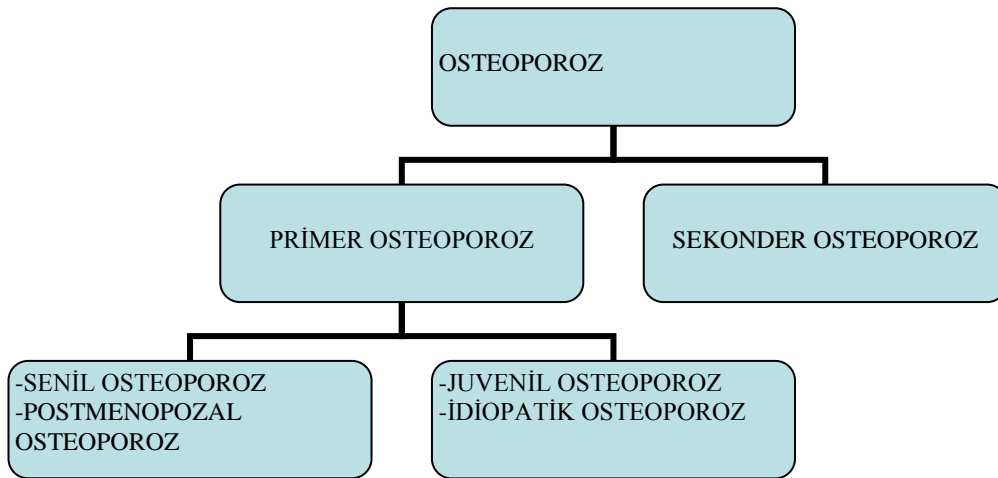 OSTEOPOROZ
PRİMER OSTEOPOROZ
SEKONDER OSTEOPOROZ
-SENİL OSTEOPOROZ
-POSTMENOPOZAL
OSTEOPOROZ
-JUVENİL OSTEOPOROZ
-İDİOPATİK OSTEOPOROZ